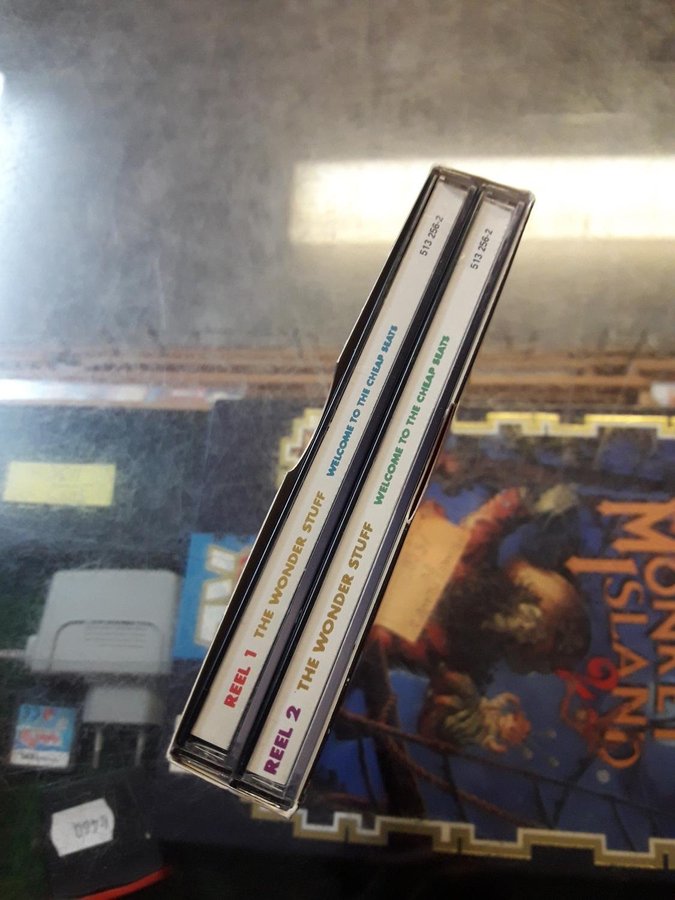 REEL 1 THE WONDER STUFF WELCOME TO THE CHEAP SEATS 513 256-2
REEL 2 THE WONDER STUFF WELCOME TO THE CHEAP SEATS 513 256-2
MONKEY
ISLAND
2